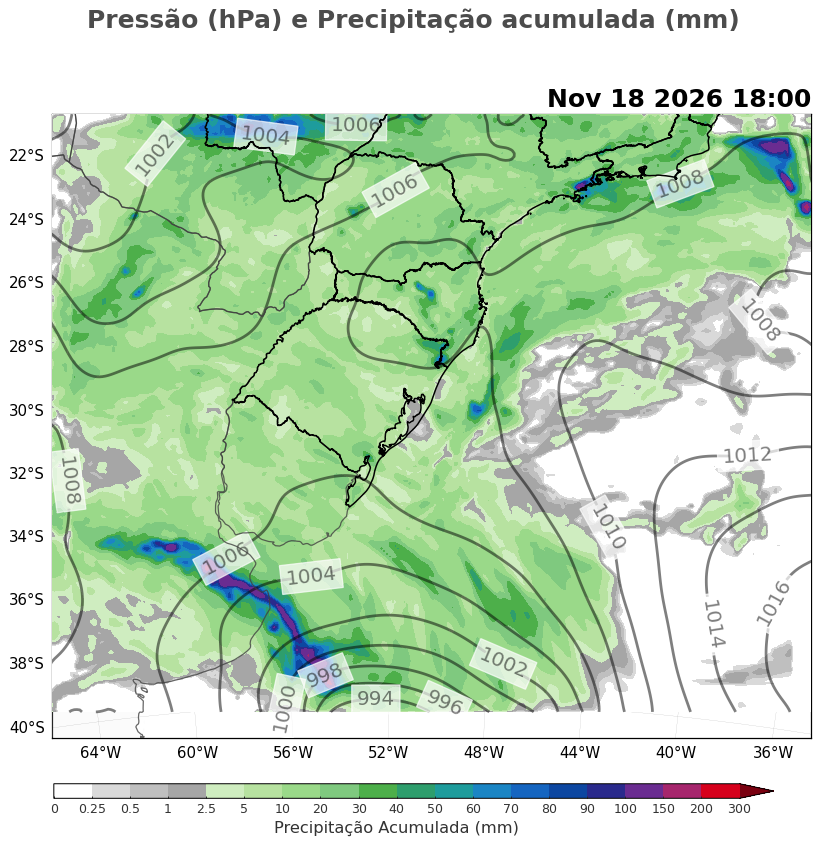 Pressão (hPa) e Precipitação acumulada (mm)
Nov 18 2026 18:00
1004
1006
1002
1006
1008
22°S
24°S
26°S
28°S
30°S
32°S
34°S
36°S
38°S
40°S
1008
1012
1008
1010
1006
1004
1016
1014
1002
998
1000
994
996
64°W 60°W 56°W 52°W 48°W 44°W 40°W 36°W
0 0.25 0.5 1 2.5 5 10 20 30 40 50 60 70 80 90 100 150 200 300
Precipitação Acumulada (mm)